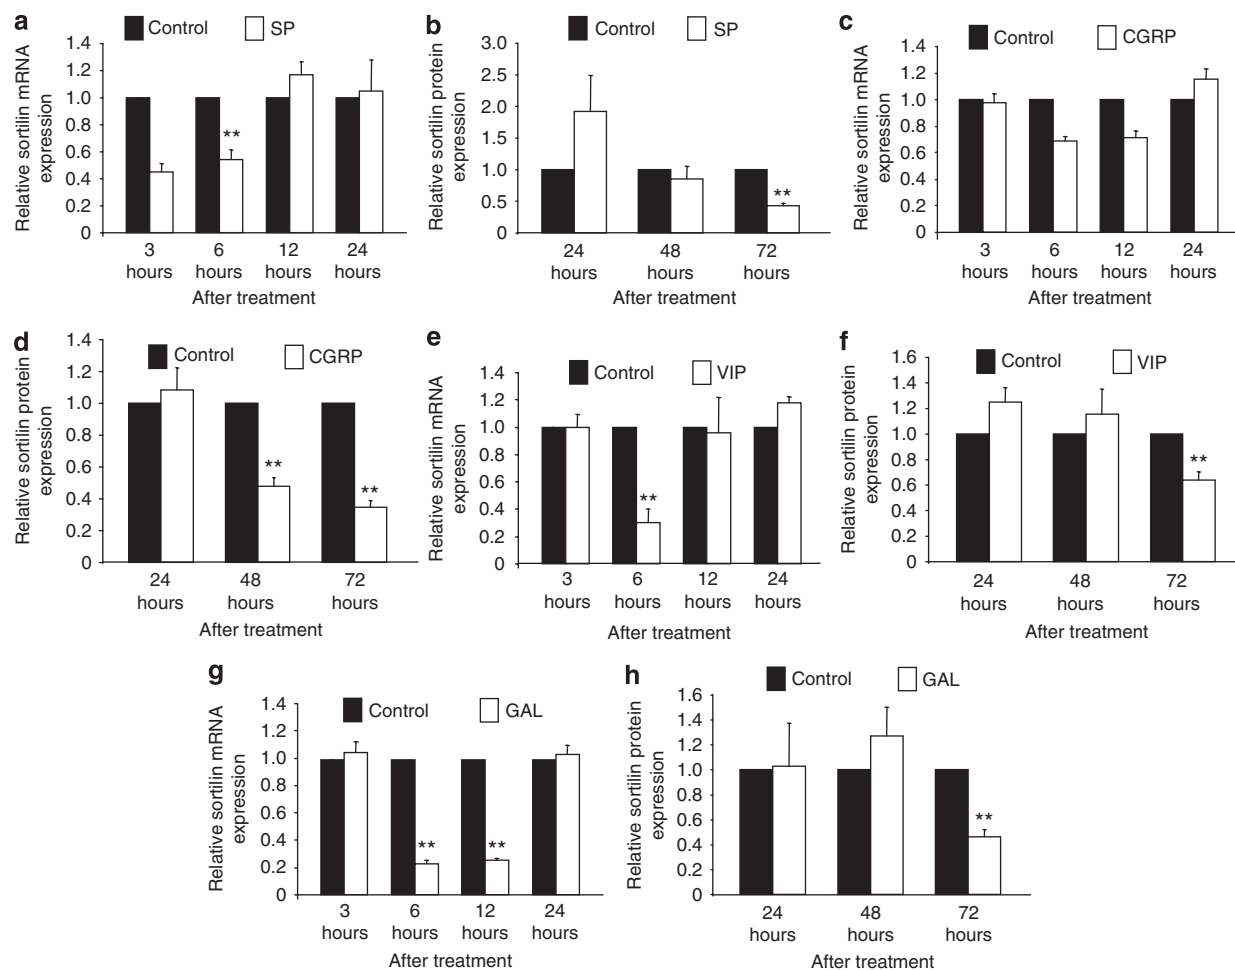 a
Control SP
Relative sortilin mRNA
expression
1.4
1.2
1.0
0.8
0.6
0.4
0.2
0
**
3 6 12 24
hours hours hours hours
After treatment
b
Control SP
Relative sortilin protein
expression
3.0
2.5
2.0
1.5
1.0
0.5
0
**
24 48 72
hours hours hours
After treatment
c
Control CGRP
Relative sortilin mRNA
expression
1.4
1.2
1.0
0.8
0.6
0.4
0.2
0
3 6 12 24
hours hours hours hours
After treatment
d
Control CGRP
Relative sortilin protein
expression
1.4
1.2
1.0
0.8
0.6
0.4
0.2
0
**
**
24 48 72
hours hours hours
After treatment
e
Control VIP
Relative sortilin mRNA
expression
1.4
1.2
1.0
0.8
0.6
0.4
0.2
0
**
3 6 12 24
hours hours hours hours
After treatment
f
Control VIP
Relative sortilin protein
expression
1.6
1.4
1.2
1.0
0.8
0.6
0.4
0.2
0
**
24 48 72
hours hours hours
After treatment
g
Control GAL
Relative sortilin mRNA
expression
1.4
1.2
1.0
0.8
0.6
0.4
0.2
0
** **
3 6 12 24
hours hours hours hours
After treatment
h
Control GAL
Relative sortilin protein
expression
1.6
1.4
1.2
1.0
0.8
0.6
0.4
0.2
0
**
24 48 72
hours hours hours
After treatment